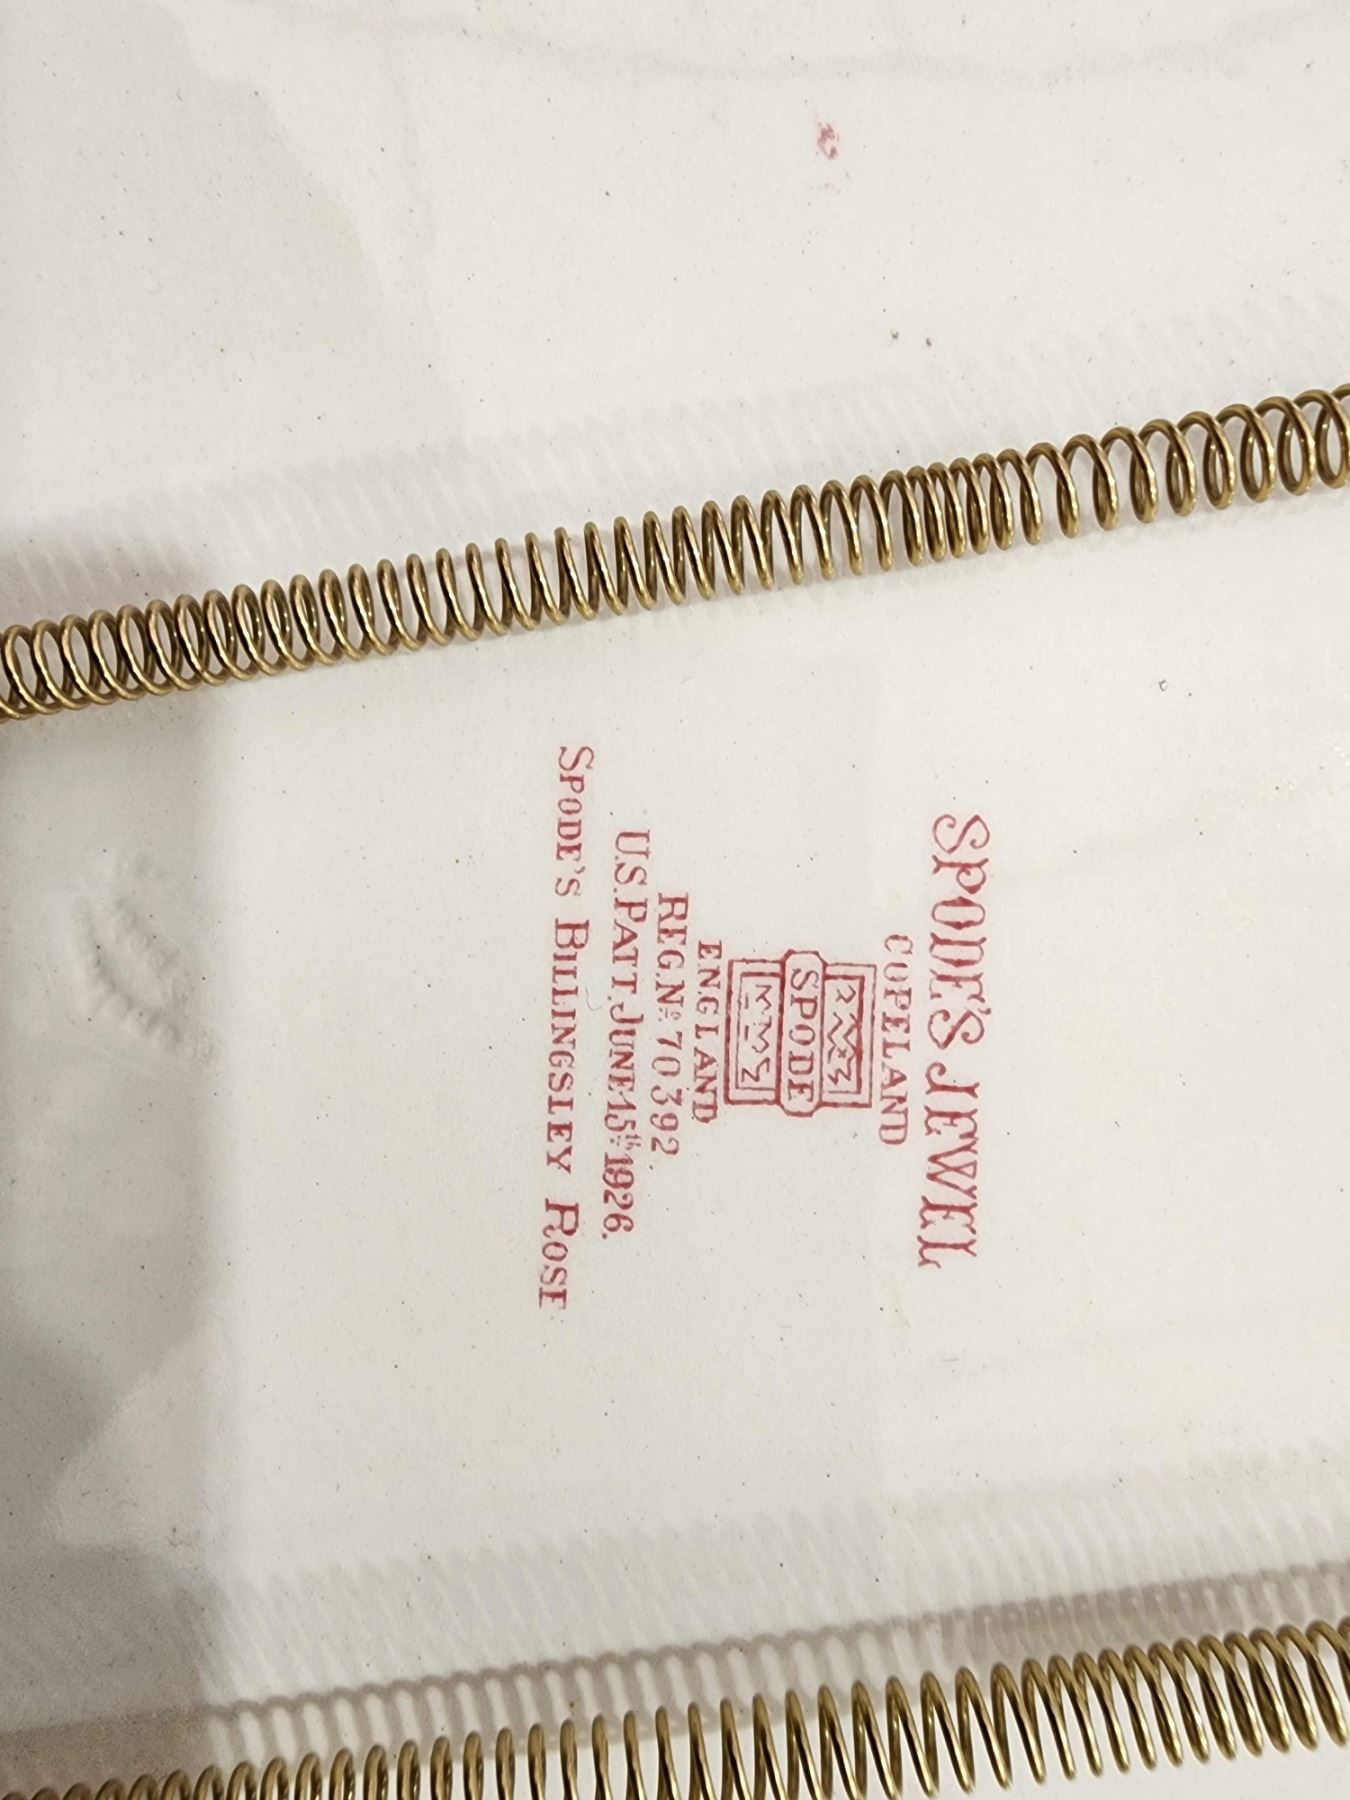 SPODE'S JEWEL
COPELAND
SPODE
ENGLAND
REG. No. 70392.
U.S. PATT. JUNE 15th 1926.
SPODE'S BILLINGSLEY ROSE